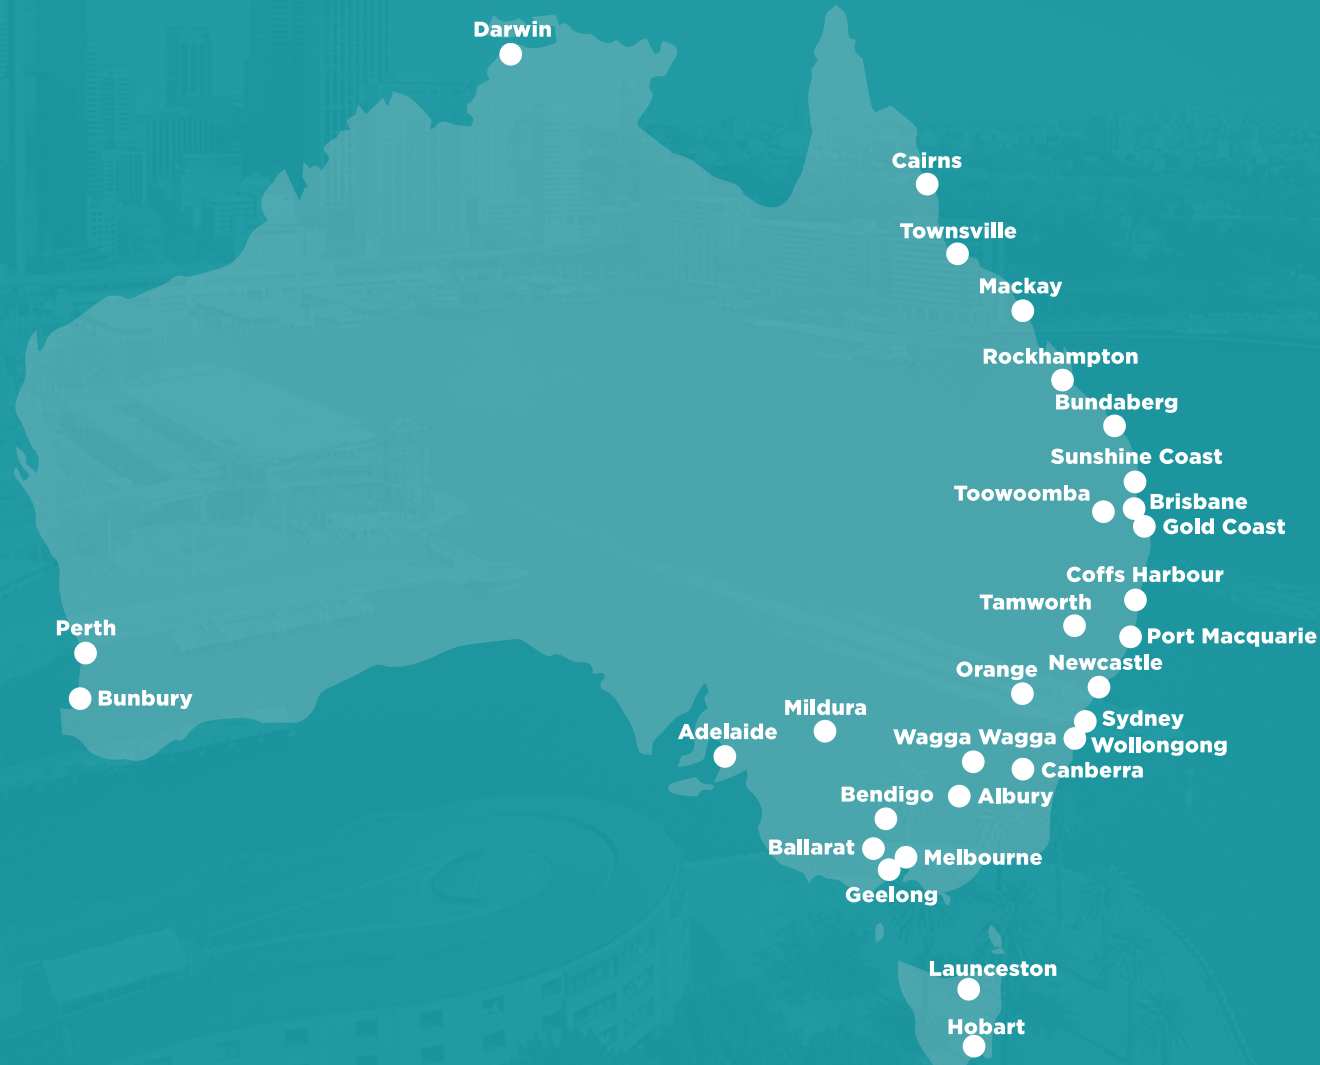 Darwin
Cairns
Townsville
Mackay
Rockhampton
Bundaberg
Sunshine Coast
Toowoomba
Brisbane
Gold Coast
Coffs Harbour
Tamworth
Perth
Port Macquarie
Newcastle
Orange
Bunbury
Mildura
Sydney
Adelaide
Wagga Wagga
Wollongong
Canberra
Bendigo
Albury
Ballarat
Melbourne
Geelong
Launceston
Hobart